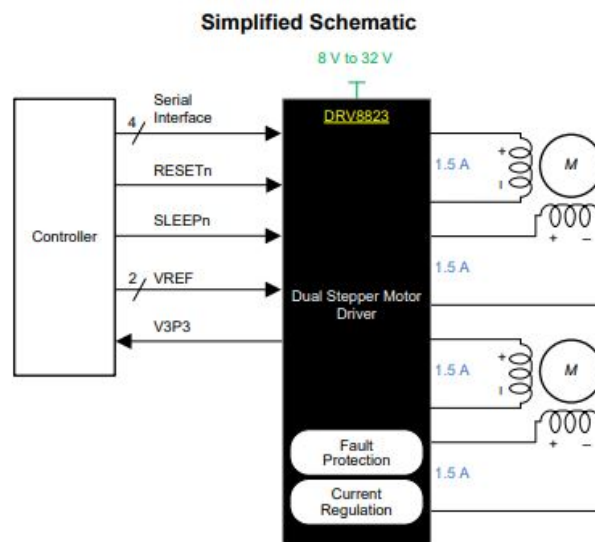 Simplified Schematic
8 V to 32 V
DRV8823
Controller
4
Serial
Interface
RESETn
SLEEPn
2
VREF
V3P3
Dual Stepper Motor
Driver
Fault
Protection
Current
Regulation
1.5 A
+
–
M
1.5 A
+ –
1.5 A
+
–
M
1.5 A
+ –